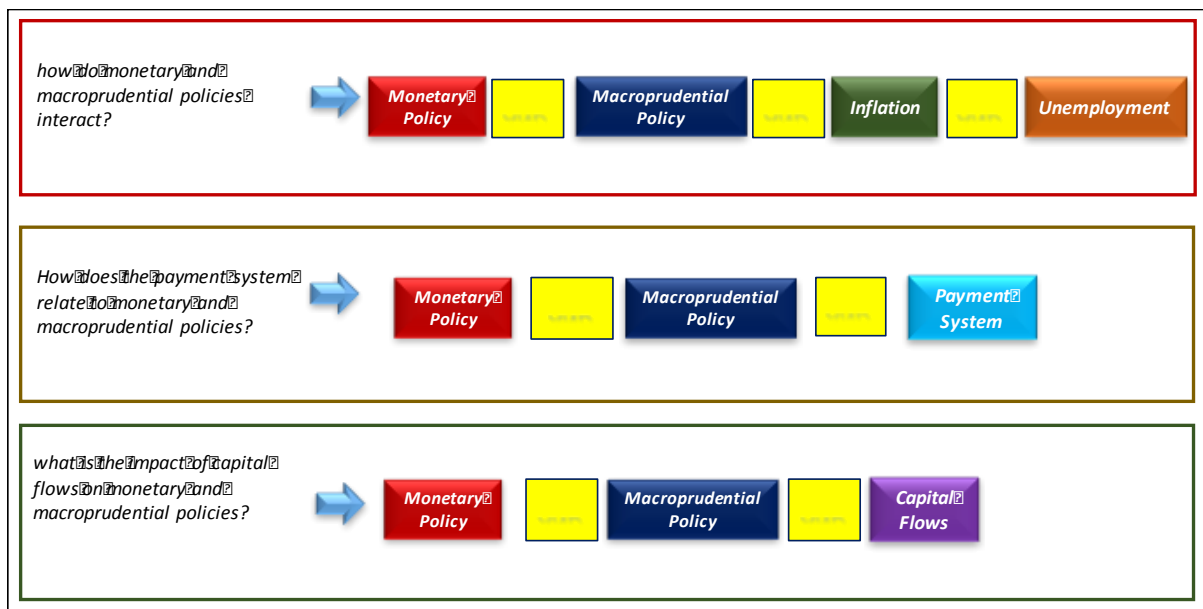 how do monetary and
macroprudential policies
interact?
Monetary
Policy
Macroprudential
Policy
Inflation
Unemployment
How does the payment system
relate to monetary and
macroprudential policies?
Monetary
Policy
Macroprudential
Policy
Payment
System
what is the impact of capital
flows on monetary and
macroprudential policies?
Monetary
Policy
Macroprudential
Policy
Capital
Flows